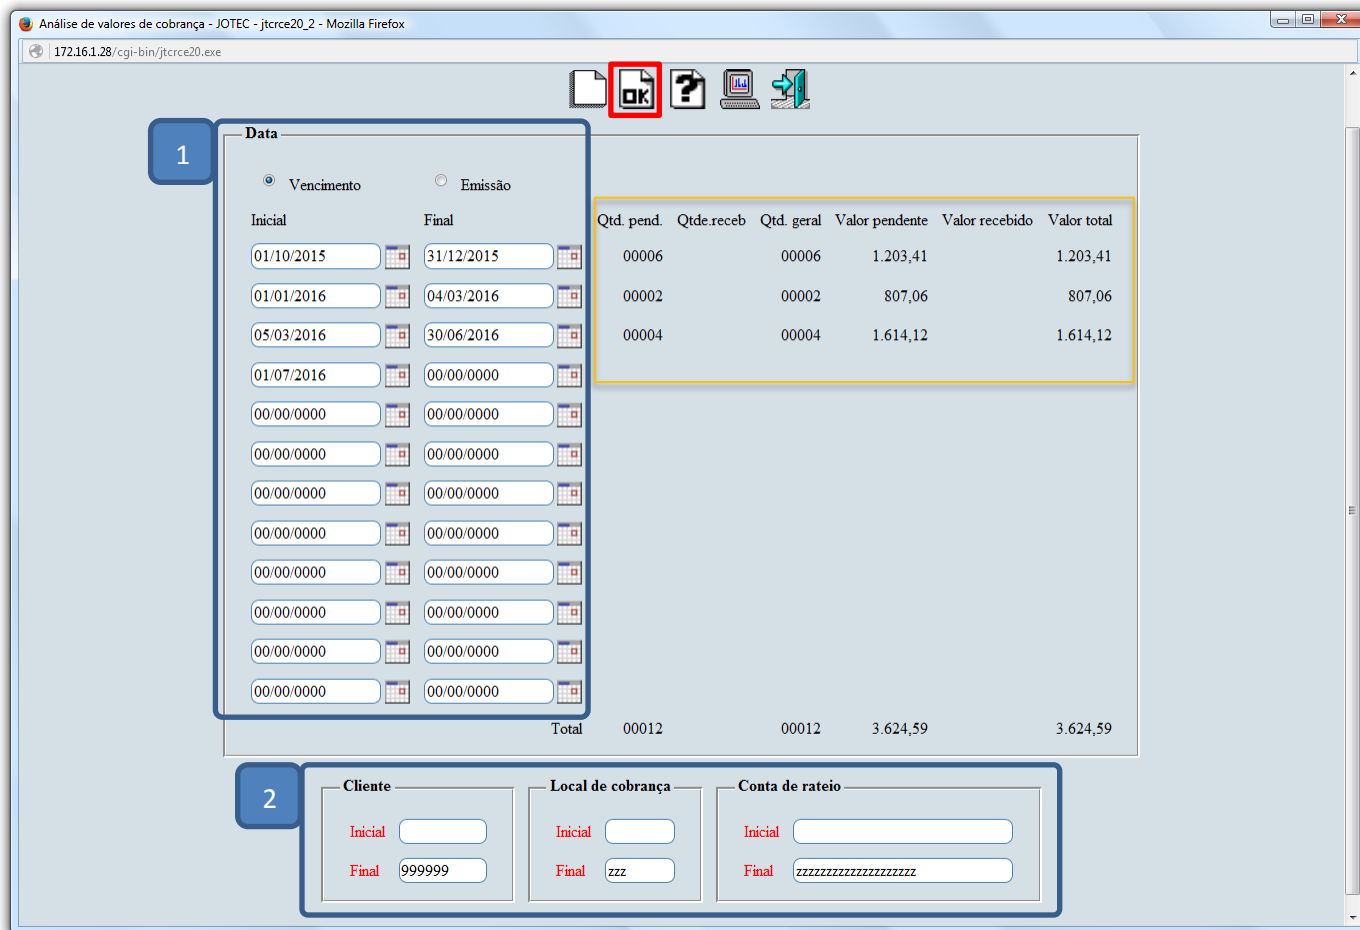 Análise de valores de cobrança - JOTEC - jtcrce20_2 - Mozilla Firefox
172.16.1.28/cgi-bin/jtcrce20.exe
OK ?
1
Data
Vencimento Emissão
Inicial Final Qtd. pend. Qtde.receb Qtd. geral Valor pendente Valor recebido Valor total
01/10/2015 31/12/2015 00006 00006 1.203,41 1.203,41
01/01/2016 04/03/2016 00002 00002 807,06 807,06
05/03/2016 30/06/2016 00004 00004 1.614,12 1.614,12
01/07/2016 00/00/0000
00/00/0000 00/00/0000
00/00/0000 00/00/0000
00/00/0000 00/00/0000
00/00/0000 00/00/0000
00/00/0000 00/00/0000
00/00/0000 00/00/0000
00/00/0000 00/00/0000
00/00/0000 00/00/0000
Total 00012 00012 3.624,59 3.624,59
2
Cliente Local de cobrança Conta de rateio
Inicial Inicial Inicial
Final 999999 Final zzz Final zzzzzzzzzzzzzzzzzzzz